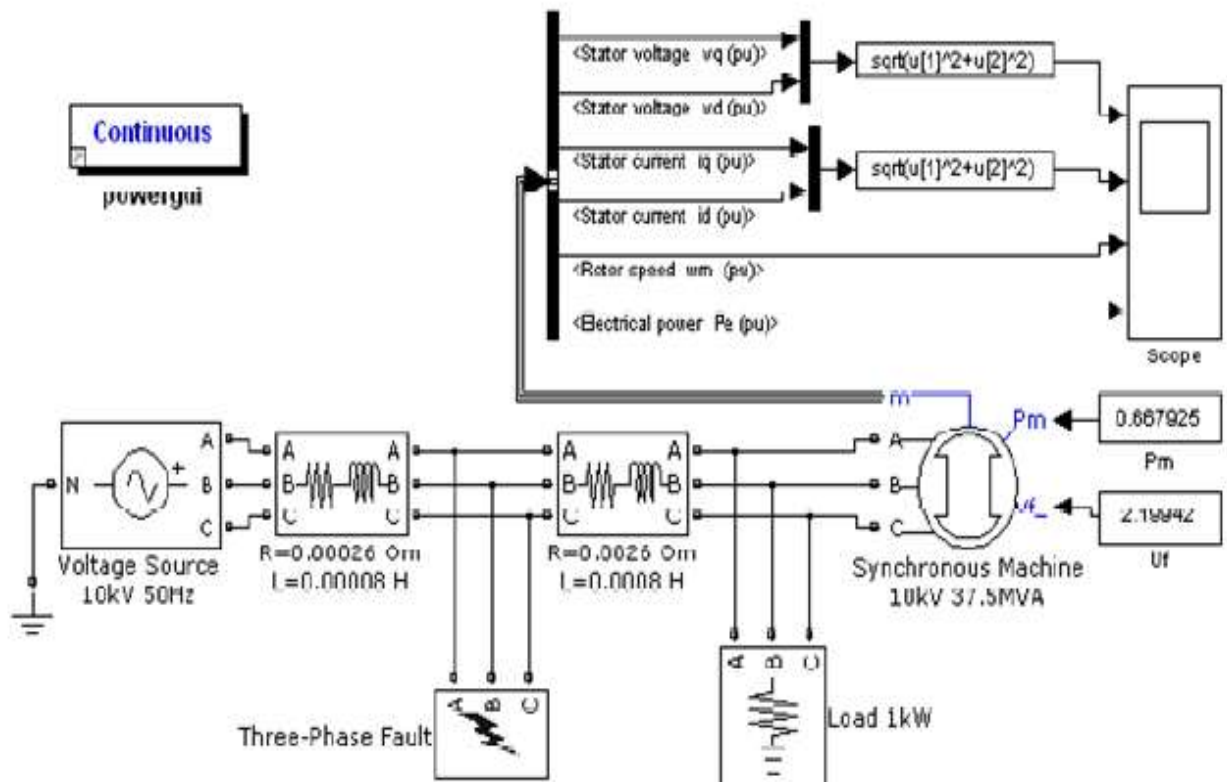 <Stator voltage vq (pu)>
sqrt(u[1]^2+u[2]^2)
<Stator voltage vd (pu)>
Continuous
<Stator current iq (pu)>
sqrt(u[1]^2+u[2]^2)
powergui
<Stator current id (pu)>
<Rotor speed wm (pu)>
<Electrical power Pe (pu)>
Scope
m
Pm
0.667925
Pm
A
A
A
A
A
A
N
B
B
B
B
B
B
C
C
C
C
C
C
Vf_
2.19942
Uf
Voltage Source
10kV 50Hz
R=0.00026 Om
L=0.00008 H
R=0.0026 Om
L=0.0008 H
Synchronous Machine
10kV 37.5MVA
A
B
C
A
B
C
Three-Phase Fault
Load 1kW